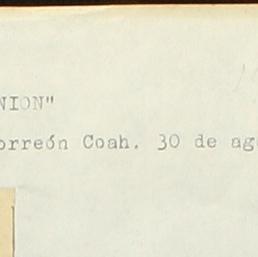 NION"
orreón Coah. 30 de ag